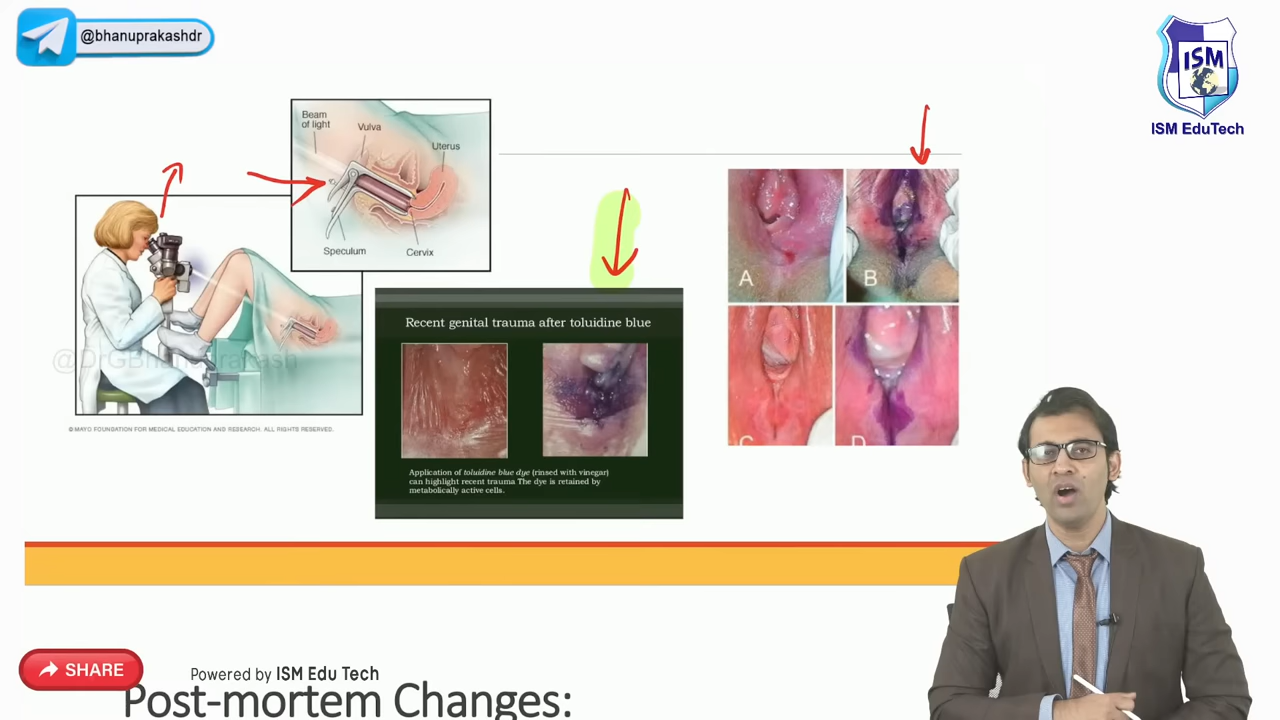 @bhanuprakashdr
ISM
ISM EduTech
Beam
of light
Vulva
Uterus
Speculum
Cervix
@DrGBhanuprakash
© MAYO FOUNDATION FOR MEDICAL EDUCATION AND RESEARCH. ALL RIGHTS RESERVED.
Recent genital trauma after toluidine blue
Application of toluidine blue dye (rinsed with vinegar)
can highlight recent trauma The dye is retained by
metabolically active cells.
A
B
C
D
SHARE
Powered by ISM Edu Tech
Post-mortem Changes: